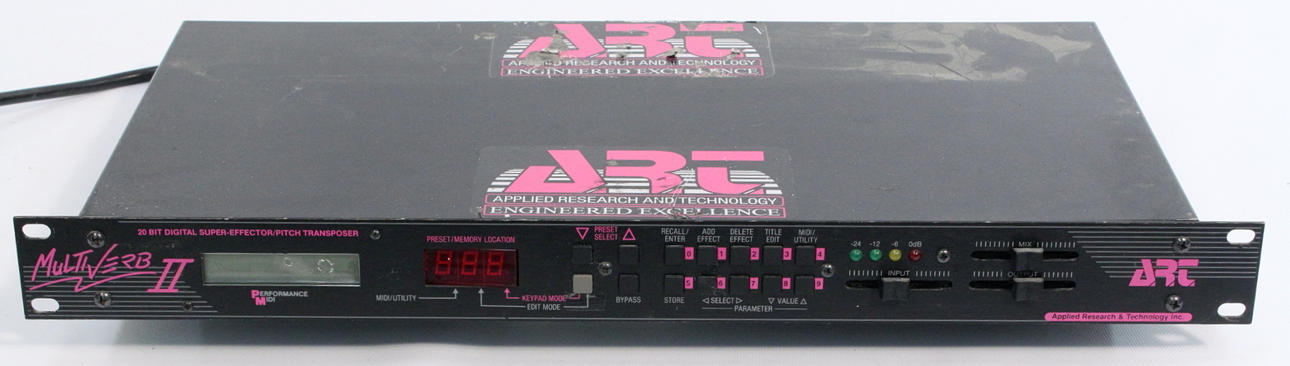 ART
APPLIED RESEARCH AND TECHNOLOGY
ENGINEERED EXCELLENCE
ART
APPLIED RESEARCH AND TECHNOLOGY
ENGINEERED EXCELLENCE
20 BIT DIGITAL SUPER-EFFECTOR/PITCH TRANSPOSER
MULTIVERB II
PERFORMANCE
MIDI
PRESET/MEMORY LOCATION
888
MIDI/UTILITY
KEYPAD MODE
EDIT MODE
PRESET
SELECT
BYPASS
RECALL/
ENTER
ADD
EFFECT
DELETE
EFFECT
TITLE
EDIT
MIDI/
UTILITY
0 1 2 3 4
5 6 7 8 9
STORE
SELECT
VALUE
PARAMETER
-24 -12 -6 0dB
INPUT
MIX
OUTPUT
ART
Applied Research & Technology Inc.